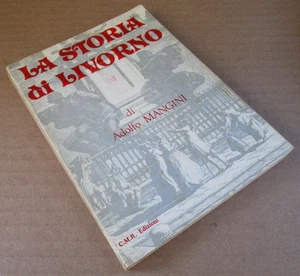 LA STORIA
di LIVORNO
di
Adolfo MANGINI
C.M.R. Edizioni